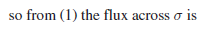 so from (1) the flux across σ is